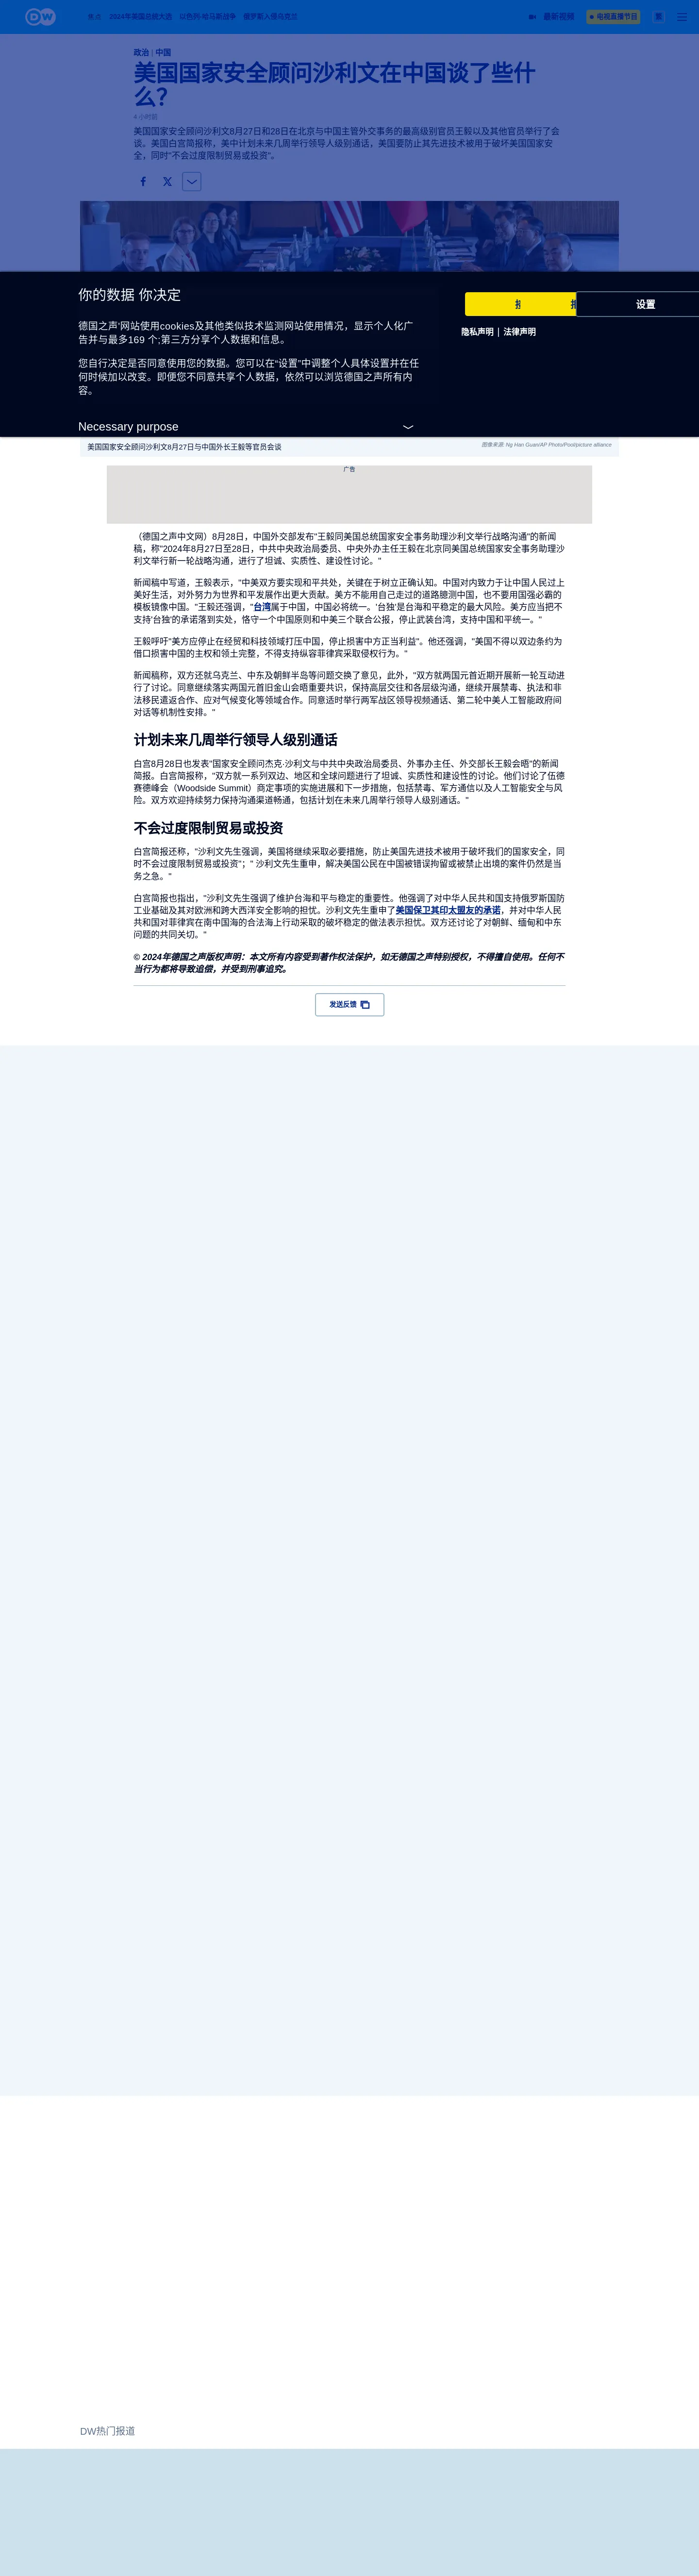 DW
焦点 2024年美国总统大选 以色列-哈马斯战争 俄罗斯入侵乌克兰
最新视频 电视直播节目
政治 | 中国
美国国家安全顾问沙利文在中国谈了些什
么?
4 小时前
美国国家安全顾问沙利文8月27日和28日在北京与中国主管外交事务的最高级别官员王毅以及其他官员举行了会
谈。美国白宫简报称，美中计划未来几周举行领导人级别通话，美国要防止其先进技术被用于破坏美国国家安
全，同时"不会过度限制贸易或投资"。
你的数据 你决定
设置
隐私声明 | 法律声明
德国之声'网站使用cookies及其他类似技术监测网站使用情况，显示个人化广
告并与最多169 个;第三方分享个人数据和信息。
您自行决定是否同意使用您的数据。您可以在“设置”中调整个人具体设置并在任
何时候加以改变。即便您不同意共享个人数据，依然可以浏览德国之声所有内
容。
Necessary purpose
美国国家安全顾问沙利文8月27日与中国外长王毅等官员会谈
图像来源: Ng Han Guan/AP Photo/Pool/picture alliance
广告
（德国之声中文网）8月28日，中国外交部发布"王毅同美国总统国家安全事务助理沙利文举行战略沟通"的新闻
稿，称"2024年8月27日至28日，中共中央政治局委员、中央外办主任王毅在北京同美国总统国家安全事务助理沙
利文举行新一轮战略沟通，进行了坦诚、实质性、建设性讨论。"
新闻稿中写道，王毅表示，"中美双方要实现和平共处，关键在于树立正确认知。中国对内致力于让中国人民过上
美好生活，对外努力为世界和平发展作出更大贡献。美方不能用自己走过的道路臆测中国，也不要用国强必霸的
模板镜像中国。"王毅还强调，"台湾属于中国，中国必将统一。'台独'是台海和平稳定的最大风险。美方应当把不
支持'台独'的承诺落到实处，恪守一个中国原则和中美三个联合公报，停止武装台湾，支持中国和平统一。"
王毅呼吁"美方应停止在经贸和科技领域打压中国，停止损害中方正当利益"。他还强调，"美国不得以双边条约为
借口损害中国的主权和领土完整，不得支持纵容菲律宾采取侵权行为。"
新闻稿称，双方还就乌克兰、中东及朝鲜半岛等问题交换了意见，此外，"双方就两国元首近期开展新一轮互动进
行了讨论。同意继续落实两国元首旧金山会晤重要共识，保持高层交往和各层级沟通，继续开展禁毒、执法和非
法移民遣返合作、应对气候变化等领域合作。同意适时举行两军战区领导视频通话、第二轮中美人工智能政府间
对话等机制性安排。"
计划未来几周举行领导人级别通话
白宫8月28日也发表"国家安全顾问杰克·沙利文与中共中央政治局委员、外事办主任、外交部长王毅会晤"的新闻
简报。白宫简报称，"双方就一系列双边、地区和全球问题进行了坦诚、实质性和建设性的讨论。他们讨论了伍德
赛德峰会（Woodside Summit）商定事项的实施进展和下一步措施，包括禁毒、军方通信以及人工智能安全与风
险。双方欢迎持续努力保持沟通渠道畅通，包括计划在未来几周举行领导人级别通话。"
不会过度限制贸易或投资
白宫简报还称，"沙利文先生强调，美国将继续采取必要措施，防止美国先进技术被用于破坏我们的国家安全，同
时不会过度限制贸易或投资"；" 沙利文先生重申，解决美国公民在中国被错误拘留或被禁止出境的案件仍然是当
务之急。"
白宫简报也指出，"沙利文先生强调了维护台海和平与稳定的重要性。他强调了对中华人民共和国支持俄罗斯国防
工业基础及其对欧洲和跨大西洋安全影响的担忧。沙利文先生重申了美国保卫其印太盟友的承诺，并对中华人民
共和国对菲律宾在南中国海的合法海上行动采取的破坏稳定的做法表示担忧。双方还讨论了对朝鲜、缅甸和中东
问题的共同关切。"
© 2024年德国之声版权声明：本文所有内容受到著作权法保护，如无德国之声特别授权，不得擅自使用。任何不
当行为都将导致追偿，并受到刑事追究。
发送反馈
DW热门报道